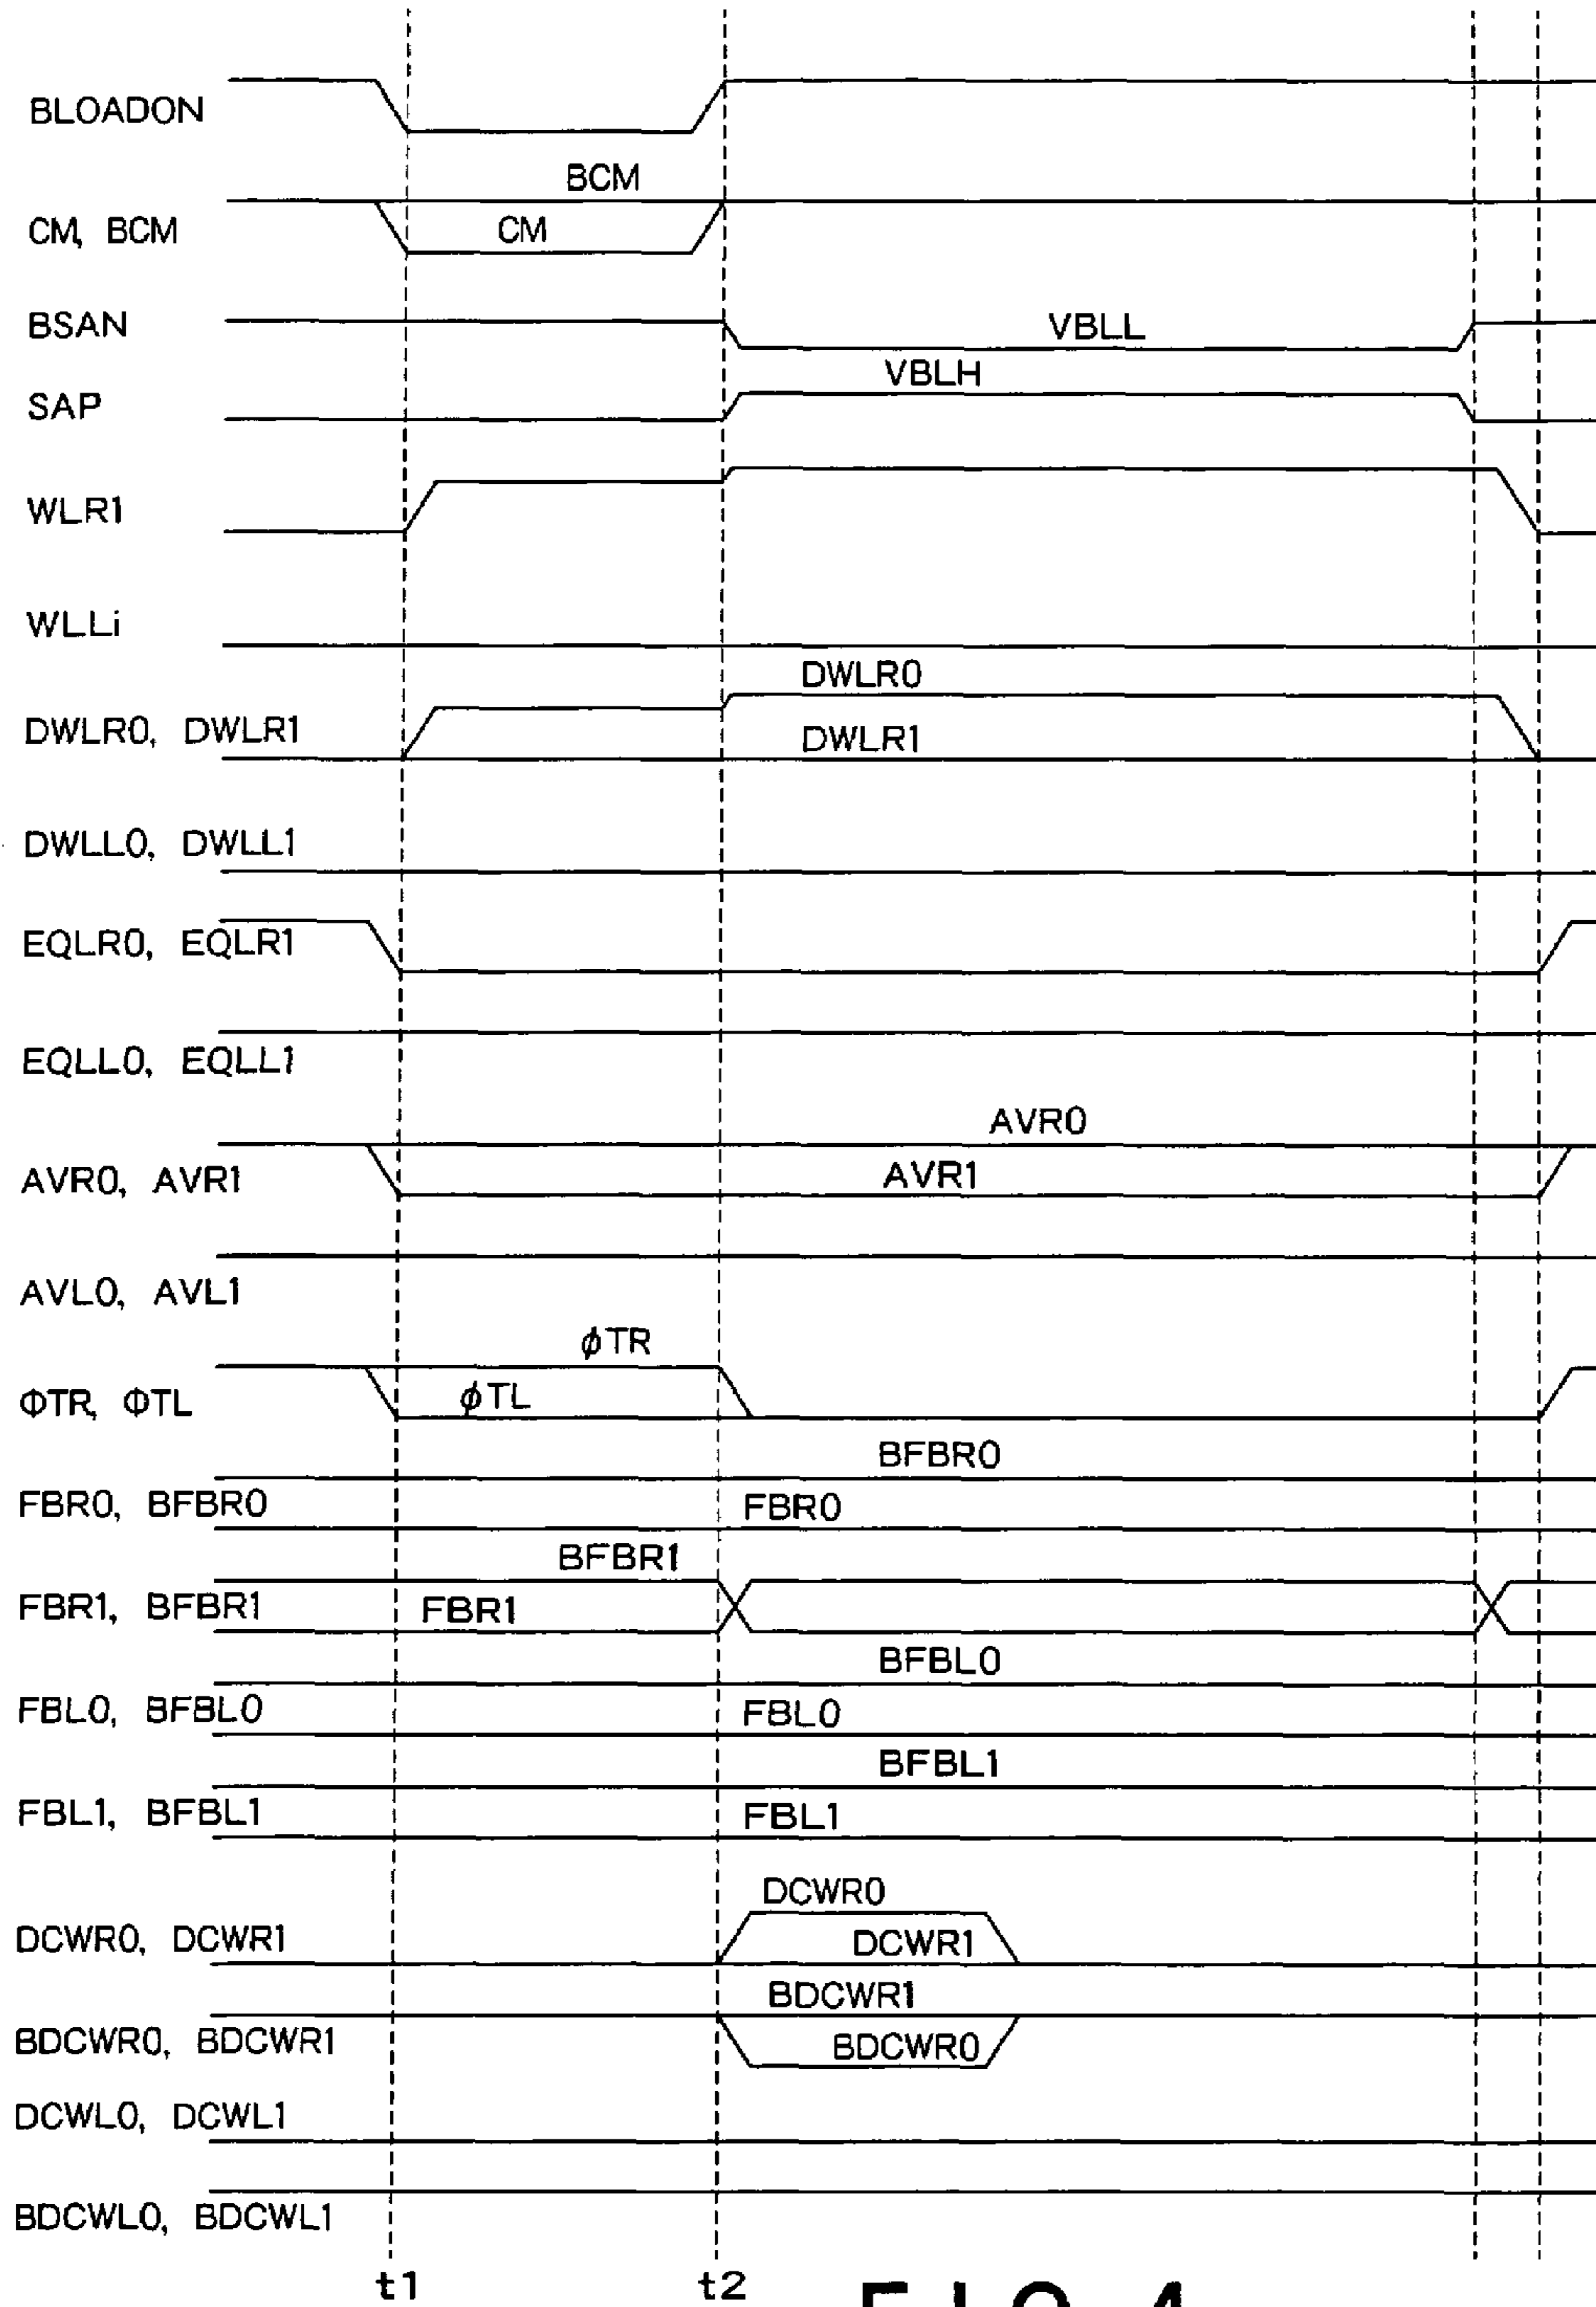 BLOADON
BCM
CM, BCM
CM
BSAN
VBLL
VBLH
SAP
WLR1
WLLi
DWLR0
DWLR0, DWLR1
DWLR1
DWLL0, DWLL1
EQLR0, EQLR1
EQLL0, EQLL1
AVR0
AVR0, AVR1
AVR1
AVL0, AVL1
ϕTR
ΦTR, ΦTL
ϕTL
BFBR0
FBR0, BFBR0
FBR0
BFBR1
FBR1, BFBR1
FBR1
BFBL0
FBL0, BFBL0
FBL0
BFBL1
FBL1, BFBL1
FBL1
DCWR0
DCWR0, DCWR1
DCWR1
BDCWR1
BDCWR0, BDCWR1
BDCWR0
DCWL0, DCWL1
BDCWL0, BDCWL1
t1
t2